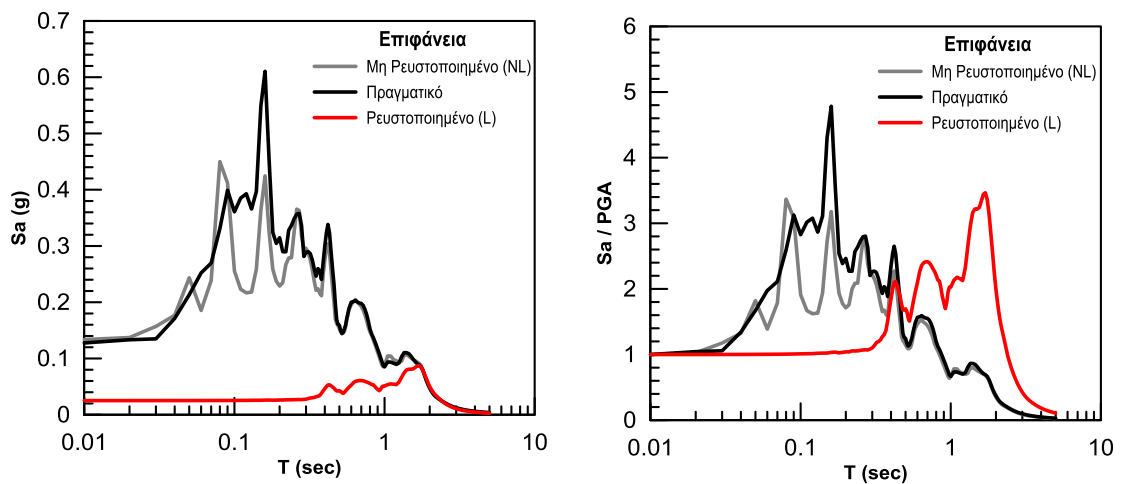 0.7
0.6
0.5
0.4
0.3
0.2
0.1
0
Sa (g)
Επιφάνεια
Μη Ρευστοποιημένο (NL)
Πραγματικό
Ρευστοποιημένο (L)
0.01
0.1
1
10
T (sec)
6
5
4
3
2
1
0
Sa / PGA
Επιφάνεια
Μη Ρευστοποιημένο (NL)
Πραγματικό
Ρευστοποιημένο (L)
0.01
0.1
1
10
T (sec)